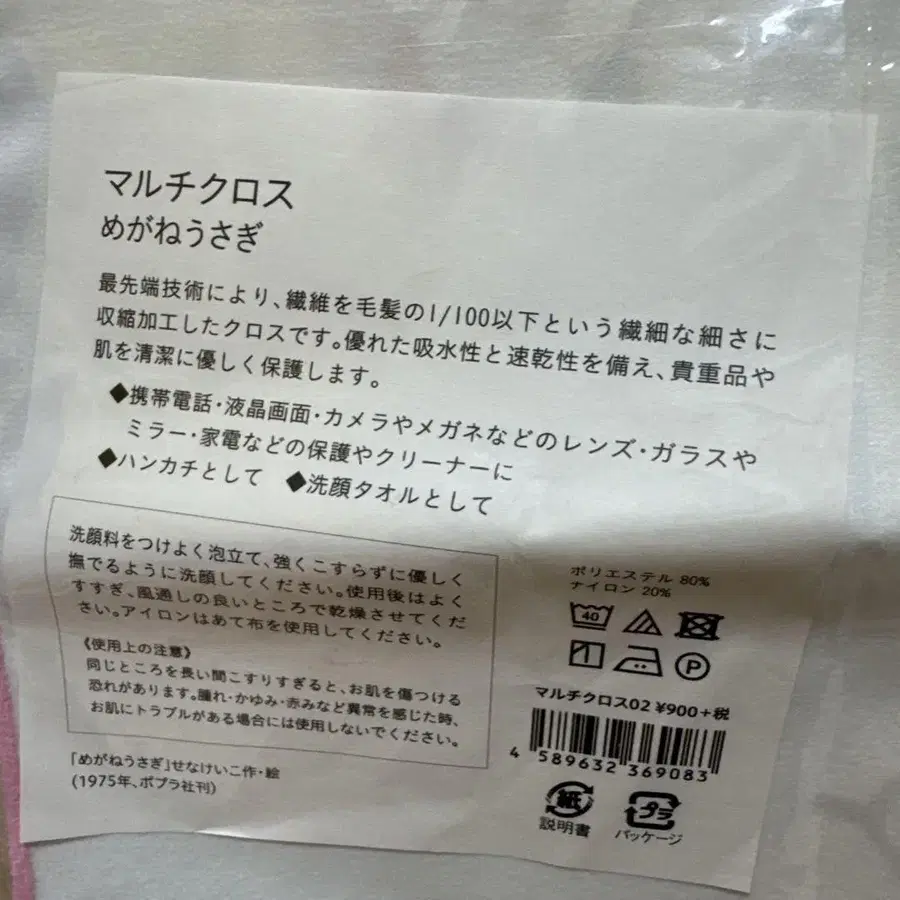 マルチクロス
めがねうさぎ
最先端技術により、繊維を毛髪の1/100以下という繊細な細さに
収縮加工したクロスです。優れた吸水性と速乾性を備え、貴重品や
肌を清潔に優しく保護します。
◆携帯電話・液晶画面・カメラやメガネなどのレンズ・ガラスや
ミラー・家電などの保護やクリーナーに
◆ハンカチとして ◆洗顔タオルとして
洗顔料をつけよく泡立て、強くこすらずに優しく
撫でるように洗顔してください。使用後はよく
すすぎ、風通しの良いところで乾燥させてくだ
さい。アイロンはあて布を使用してください。
《使用上の注意》
同じところを長い間こすりすぎると、お肌を傷つける
恐れがあります。腫れ・かゆみ・赤みなど異常を感じた時、
お肌にトラブルがある場合には使用しないでください。
「めがねうさぎ」せなけいこ作・絵
(1975年、ポプラ社刊)
ポリエステル 80%
ナイロン 20%
40
P
マルチクロス02 ¥900+税
4 589632 369083
紙 プラ
説明書 パッケージ